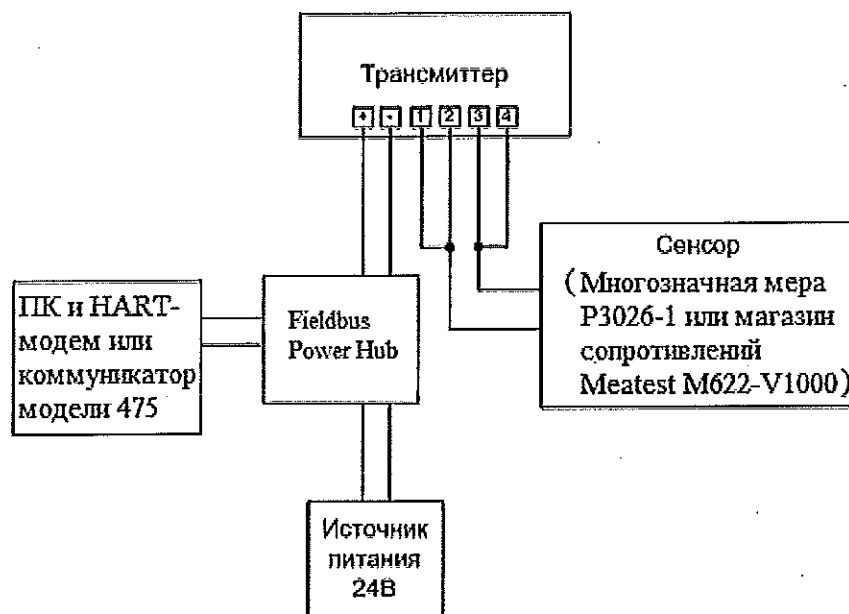 Трансмиттер
+ - 1 2 3 4
Сенсор
(Многозначная мера
Р3026-1 или магазин
сопротивлений
Meatest M622-V1000)
ПК и HART-
модем или
коммуникатор
модели 475
Fieldbus
Power Hub
Источник
питания
24В